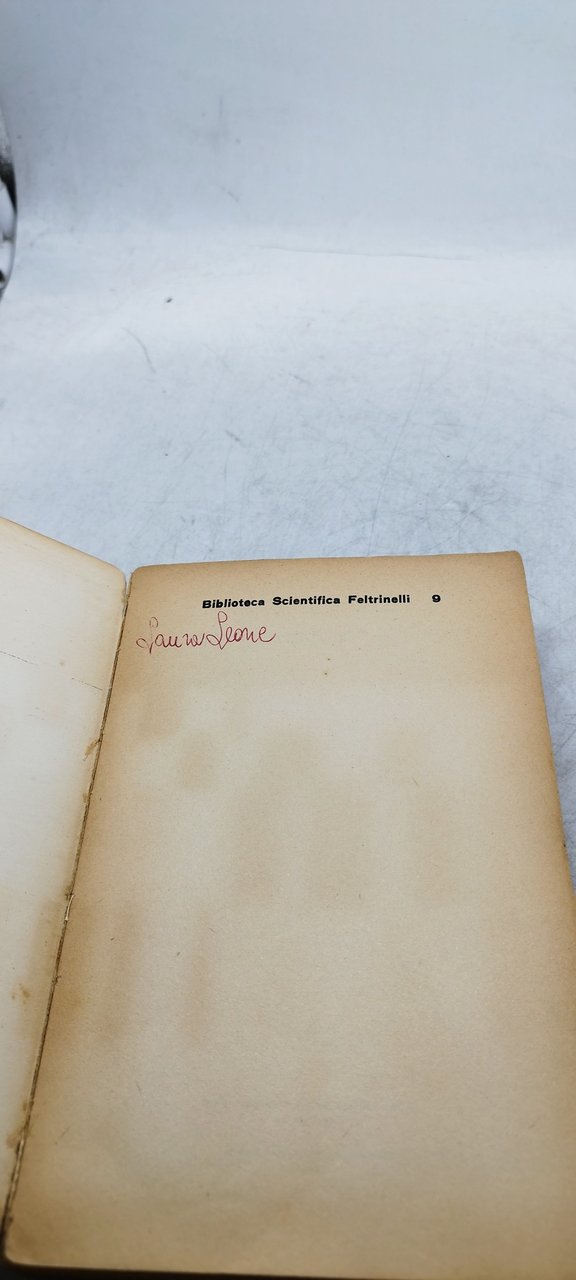 Biblioteca Scientifica Feltrinelli 9
Laura Leone